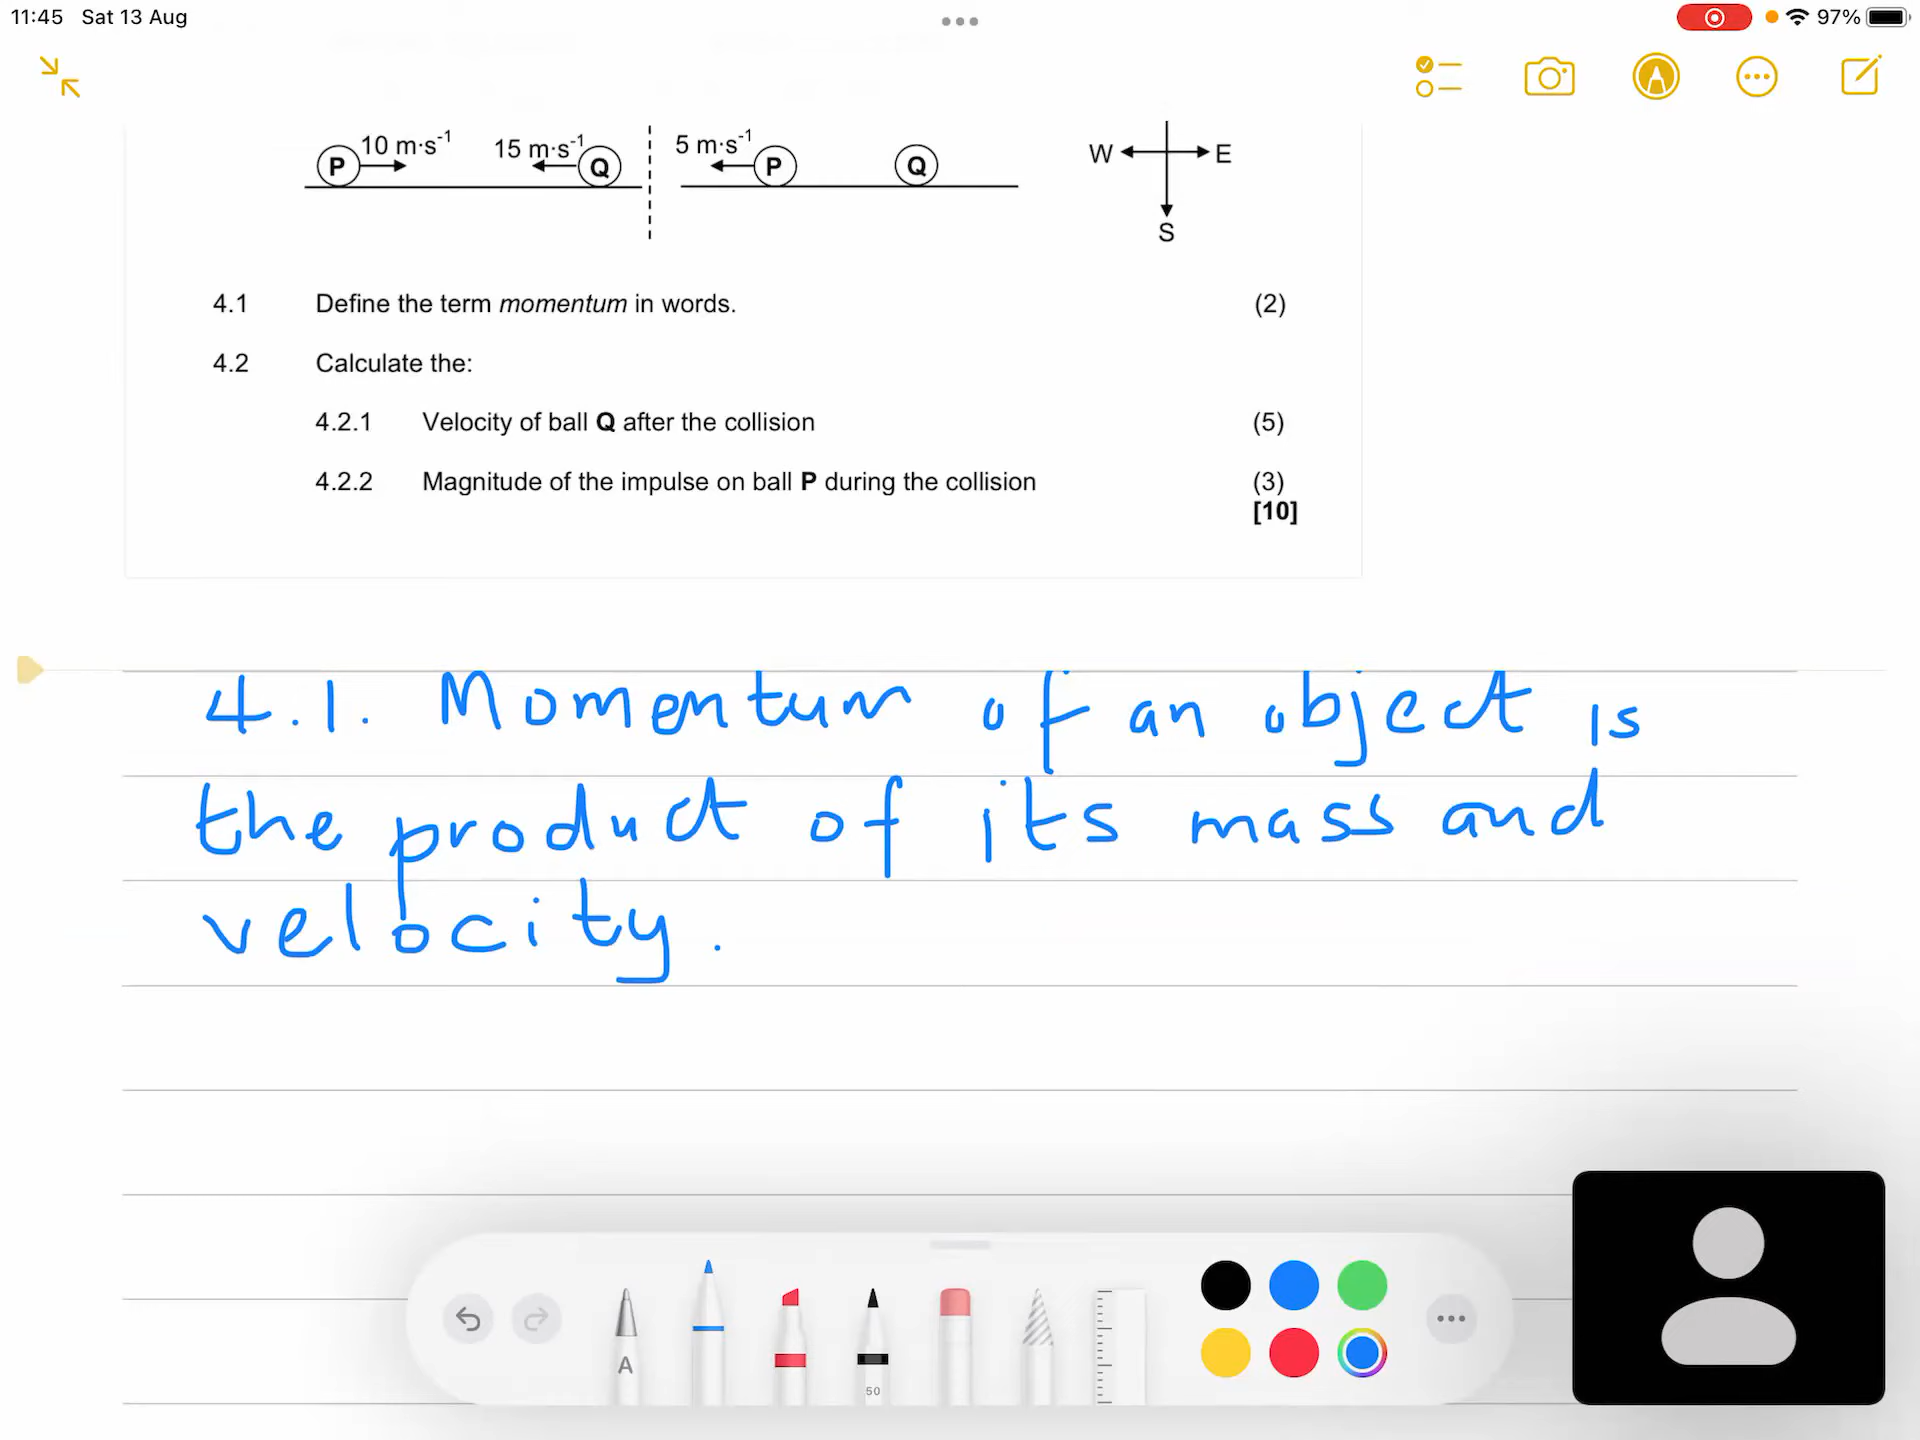 11:45 Sat 13 Aug
97%
10 m·s⁻¹ 15 m·s⁻¹ 5 m·s⁻¹
P Q P Q
W E
S
4.1 Define the term momentum in words. (2)
4.2 Calculate the:
4.2.1 Velocity of ball Q after the collision (5)
4.2.2 Magnitude of the impulse on ball P during the collision (3)
[10]
4.1. Momentum of an object is
the product of its mass and
velocity.
A
50